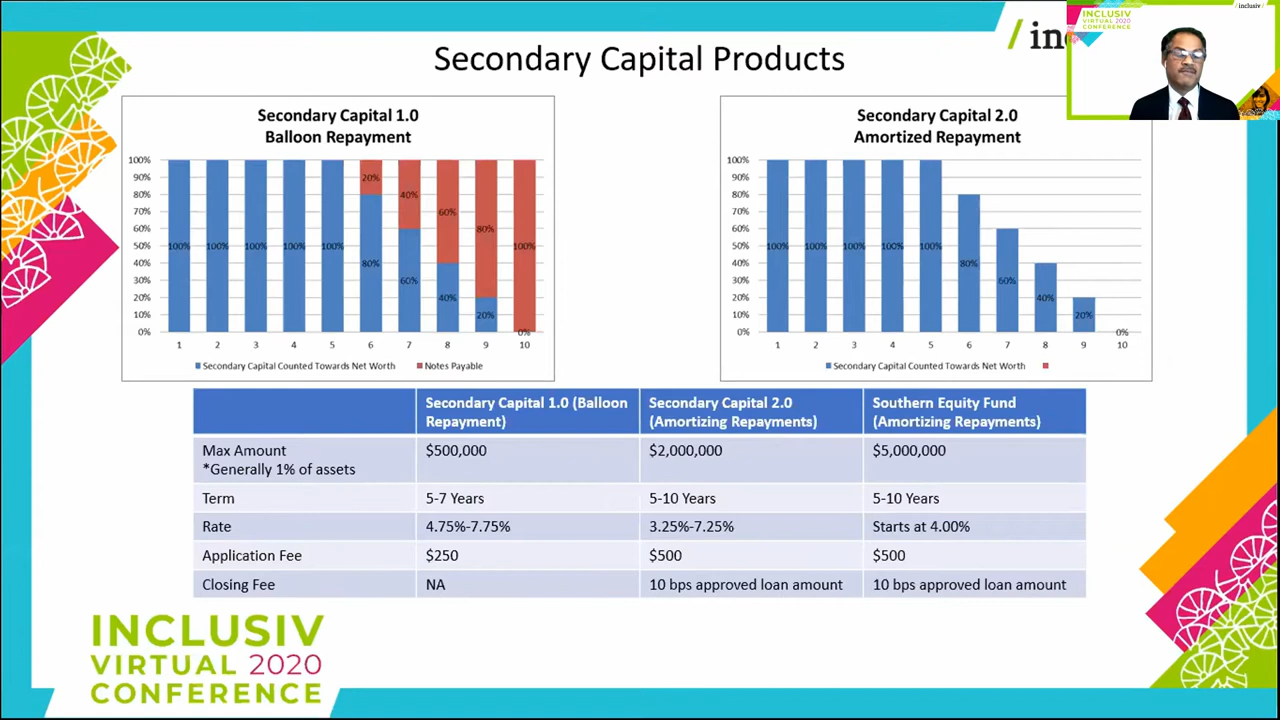 / inc
/ inclusiv /
INCLUSIV
VIRTUAL 2020
CONFERENCE
Secondary Capital Products
Secondary Capital 1.0
Balloon Repayment
100%
90%
80%
70%
60%
50%
40%
30%
20%
10%
0%
100% 100% 100% 100% 100% 80% 60% 40% 20% 0%
20% 40% 60% 80% 100%
1 2 3 4 5 6 7 8 9 10
Secondary Capital Counted Towards Net Worth Notes Payable
Secondary Capital 2.0
Amortized Repayment
100%
90%
80%
70%
60%
50%
40%
30%
20%
10%
0%
100% 100% 100% 100% 100% 80% 60% 40% 20% 0%
1 2 3 4 5 6 7 8 9 10
Secondary Capital Counted Towards Net Worth
Secondary Capital 1.0 (Balloon Repayment) Secondary Capital 2.0 (Amortizing Repayments) Southern Equity Fund (Amortizing Repayments)
Max Amount *Generally 1% of assets $500,000 $2,000,000 $5,000,000
Term 5-7 Years 5-10 Years 5-10 Years
Rate 4.75%-7.75% 3.25%-7.25% Starts at 4.00%
Application Fee $250 $500 $500
Closing Fee NA 10 bps approved loan amount 10 bps approved loan amount
INCLUSIV
VIRTUAL 2020
CONFERENCE